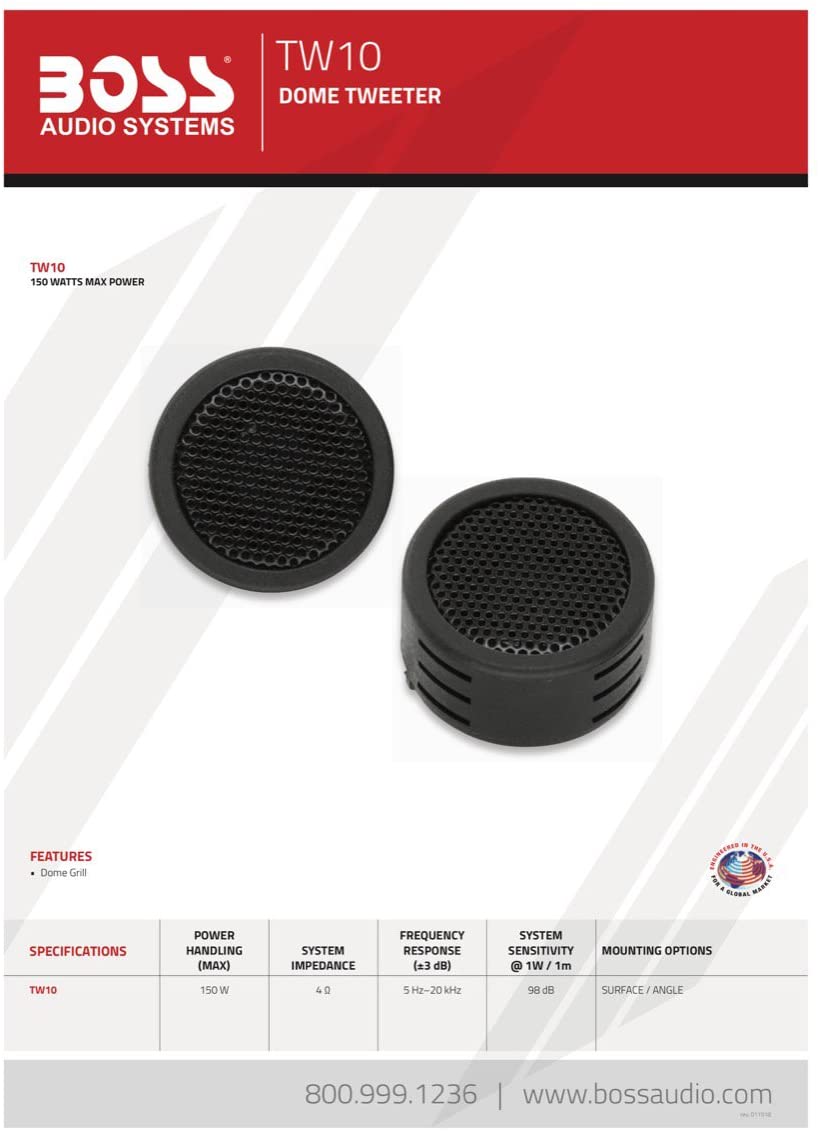 BOSS®
AUDIO SYSTEMS
TW10
DOME TWEETER
TW10
150 WATTS MAX POWER
FEATURES
▪ Dome Grill
ENGINEERED IN THE U.S.A.
FOR A GLOBAL MARKET
SPECIFICATIONS
POWER
HANDLING
(MAX)
SYSTEM
IMPEDANCE
FREQUENCY
RESPONSE
(±3 dB)
SYSTEM
SENSITIVITY
@ 1W / 1m
MOUNTING OPTIONS
TW10
150 W
4 Ω
5 Hz–20 kHz
98 dB
SURFACE / ANGLE
800.999.1236 | www.bossaudio.com